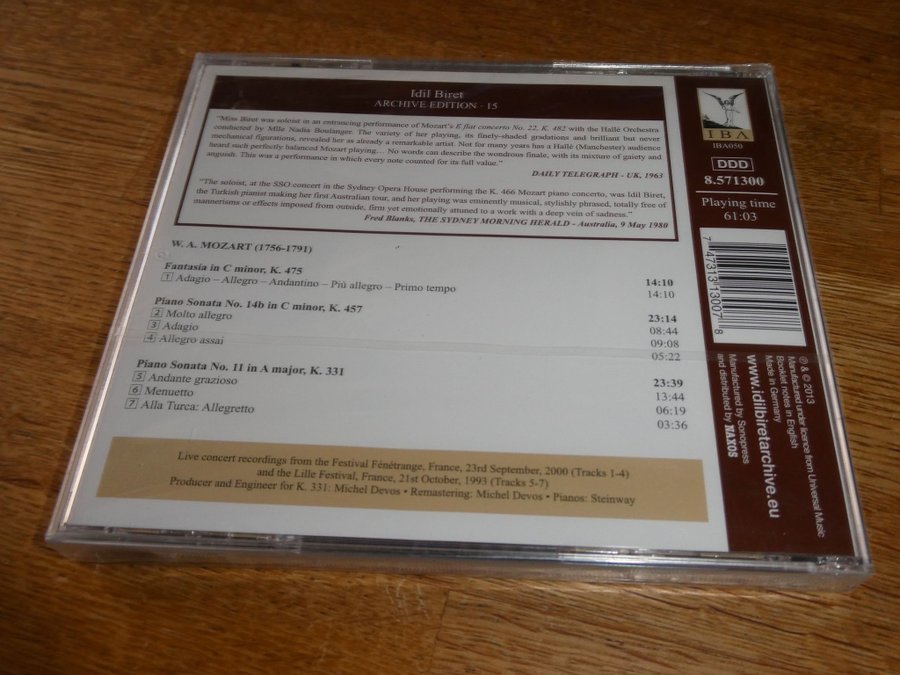 Idil Biret
ARCHIVE EDITION · 15
"Miss Biret was soloist in an entrancing performance of Mozart's E flat concerto No. 22, K. 482 with the Hallé Orchestra
conducted by Mlle Nadia Boulanger. The variety of her playing, its finely-shaded gradations and brilliant but never
mechanical figurations, revealed her as already a remarkable artist. Not for many years has a Hallé (Manchester) audience
heard such perfectly balanced Mozart playing… No words can describe the wondrous finale, with its mixture of gaiety and
anguish. This was a performance in which every note counted for its full value."
DAILY TELEGRAPH - UK, 1963
"The soloist, at the SSO concert in the Sydney Opera House performing the K. 466 Mozart piano concerto, was Idil Biret,
the Turkish pianist making her first Australian tour, and her playing was eminently musical, stylishly phrased, totally free of
mannerisms or effects imposed from outside, firm yet emotionally attuned to a work with a deep vein of sadness."
Fred Blanks, THE SYDNEY MORNING HERALD - Australia, 9 May 1980
W. A. MOZART (1756-1791)
Fantasia in C minor, K. 475 14:10
1 Adagio – Allegro – Andantino – Più allegro – Primo tempo 14:10
Piano Sonata No. 14b in C minor, K. 457 23:14
2 Molto allegro 08:44
3 Adagio 09:08
4 Allegro assai 05:22
Piano Sonata No. 11 in A major, K. 331 23:39
5 Andante grazioso 13:44
6 Menuetto 06:19
7 Alla Turca: Allegretto 03:36
Live concert recordings from the Festival Fénétrange, France, 23rd September, 2000 (Tracks 1-4)
and the Lille Festival, France, 21st October, 1993 (Tracks 5-7)
Producer and Engineer for K. 331: Michel Devos • Remastering: Michel Devos • Pianos: Steinway
IBA
IBA050
DDD
8.571300
Playing time
61:03
7 47313 13007 8
℗ & © 2013
Manufactured under licence from Universal Music
Booklet notes in English
Made in Germany
www.idilbiretarchive.eu
Manufactured by Sonopress
and distributed by NAXOS